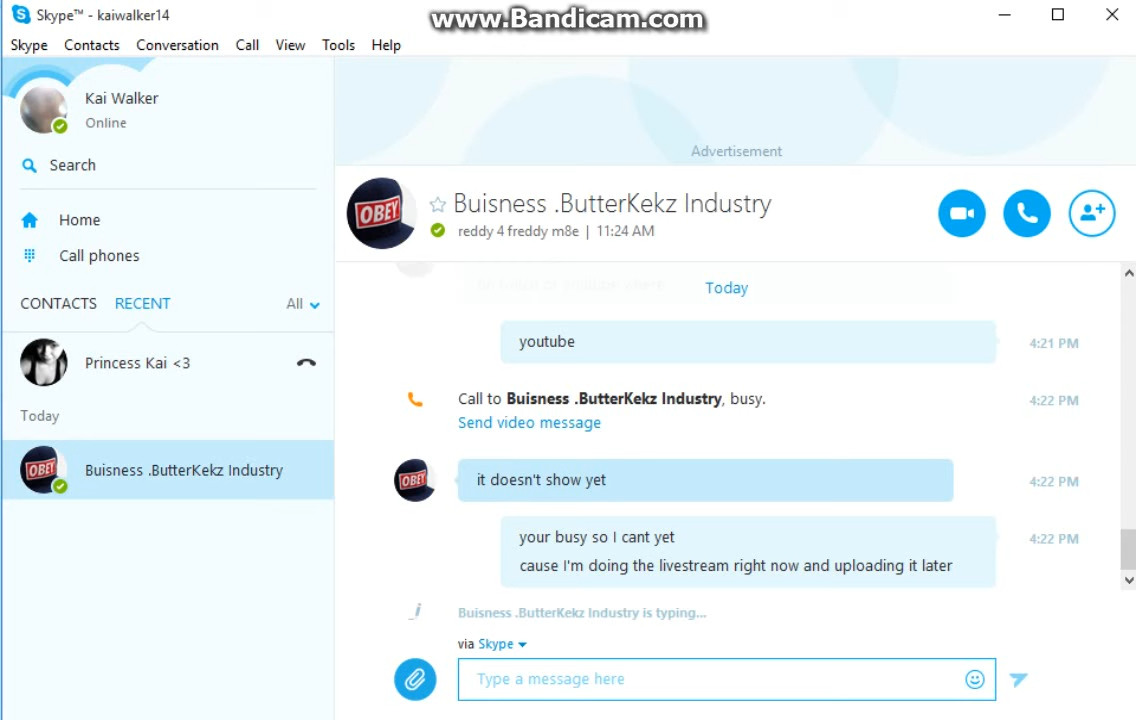 Skype™ - kaiwalker14
www.Bandicam.com
Skype Contacts Conversation Call View Tools Help
Kai Walker
Online
Search
Home
Call phones
CONTACTS RECENT All
Princess Kai <3
Today
OBEY
Buisness .ButterKekz Industry
Advertisement
OBEY
Buisness .ButterKekz Industry
reddy 4 freddy m8e | 11:24 AM
Today
youtube
4:21 PM
Call to Buisness .ButterKekz Industry, busy.
4:22 PM
Send video message
OBEY
it doesn't show yet
4:22 PM
your busy so I cant yet
4:22 PM
cause I'm doing the livestream right now and uploading it later
Buisness .ButterKekz Industry is typing...
via Skype
Type a message here